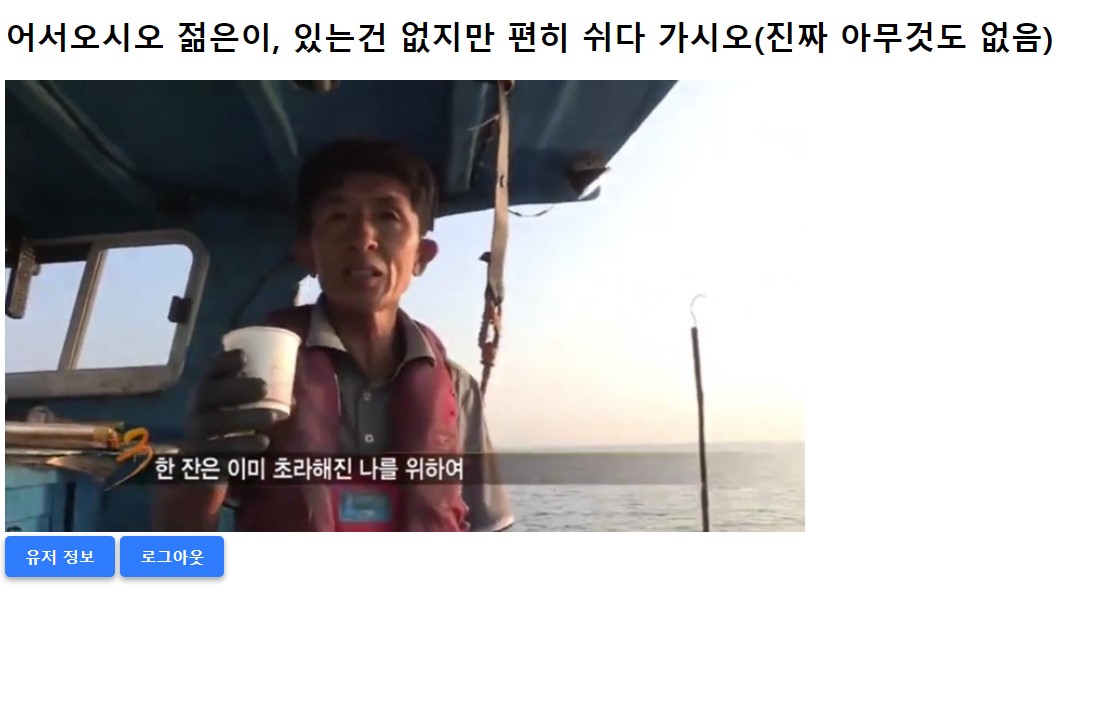 어서오시오 젊은이, 있는건 없지만 편히 쉬다 가시오(진짜 아무것도 없음)
3
한 잔은 이미 초라해진 나를 위하여
유저 정보 로그아웃